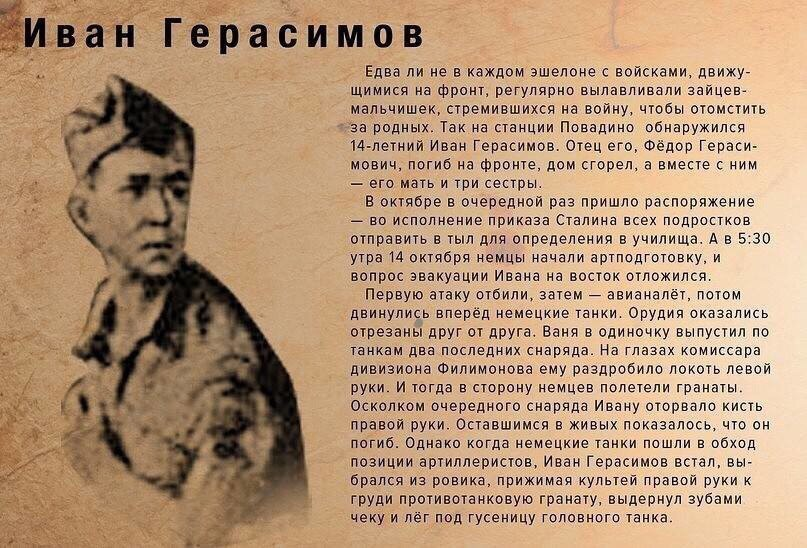 Иван Герасимов
Едва ли не в каждом эшелоне с войсками, движу-
щимися на фронт, регулярно вылавливали зайцев-
мальчишек, стремившихся на войну, чтобы отомстить
за родных. Так на станции Повадино обнаружился
14-летний Иван Герасимов. Отец его, Фёдор Гераси-
мович, погиб на фронте, дом сгорел, а вместе с ним
— его мать и три сестры.
В октябре в очередной раз пришло распоряжение
— во исполнение приказа Сталина всех подростков
отправить в тыл для определения в училища. А в 5:30
утра 14 октября немцы начали артподготовку, и
вопрос эвакуации Ивана на восток отложился.
Первую атаку отбили, затем — авианалёт, потом
двинулись вперёд немецкие танки. Орудия оказались
отрезаны друг от друга. Ваня в одиночку выпустил по
танкам два последних снаряда. На глазах комиссара
дивизиона Филимонова ему раздробило локоть левой
руки. И тогда в сторону немцев полетели гранаты.
Осколком очередного снаряда Ивану оторвало кисть
правой руки. Оставшимся в живых показалось, что он
погиб. Однако когда немецкие танки пошли в обход
позиции артиллеристов, Иван Герасимов встал, вы-
брался из ровика, прижимая культей правой руки к
груди противотанковую гранату, выдернул зубами
чеку и лёг под гусеницу головного танка.